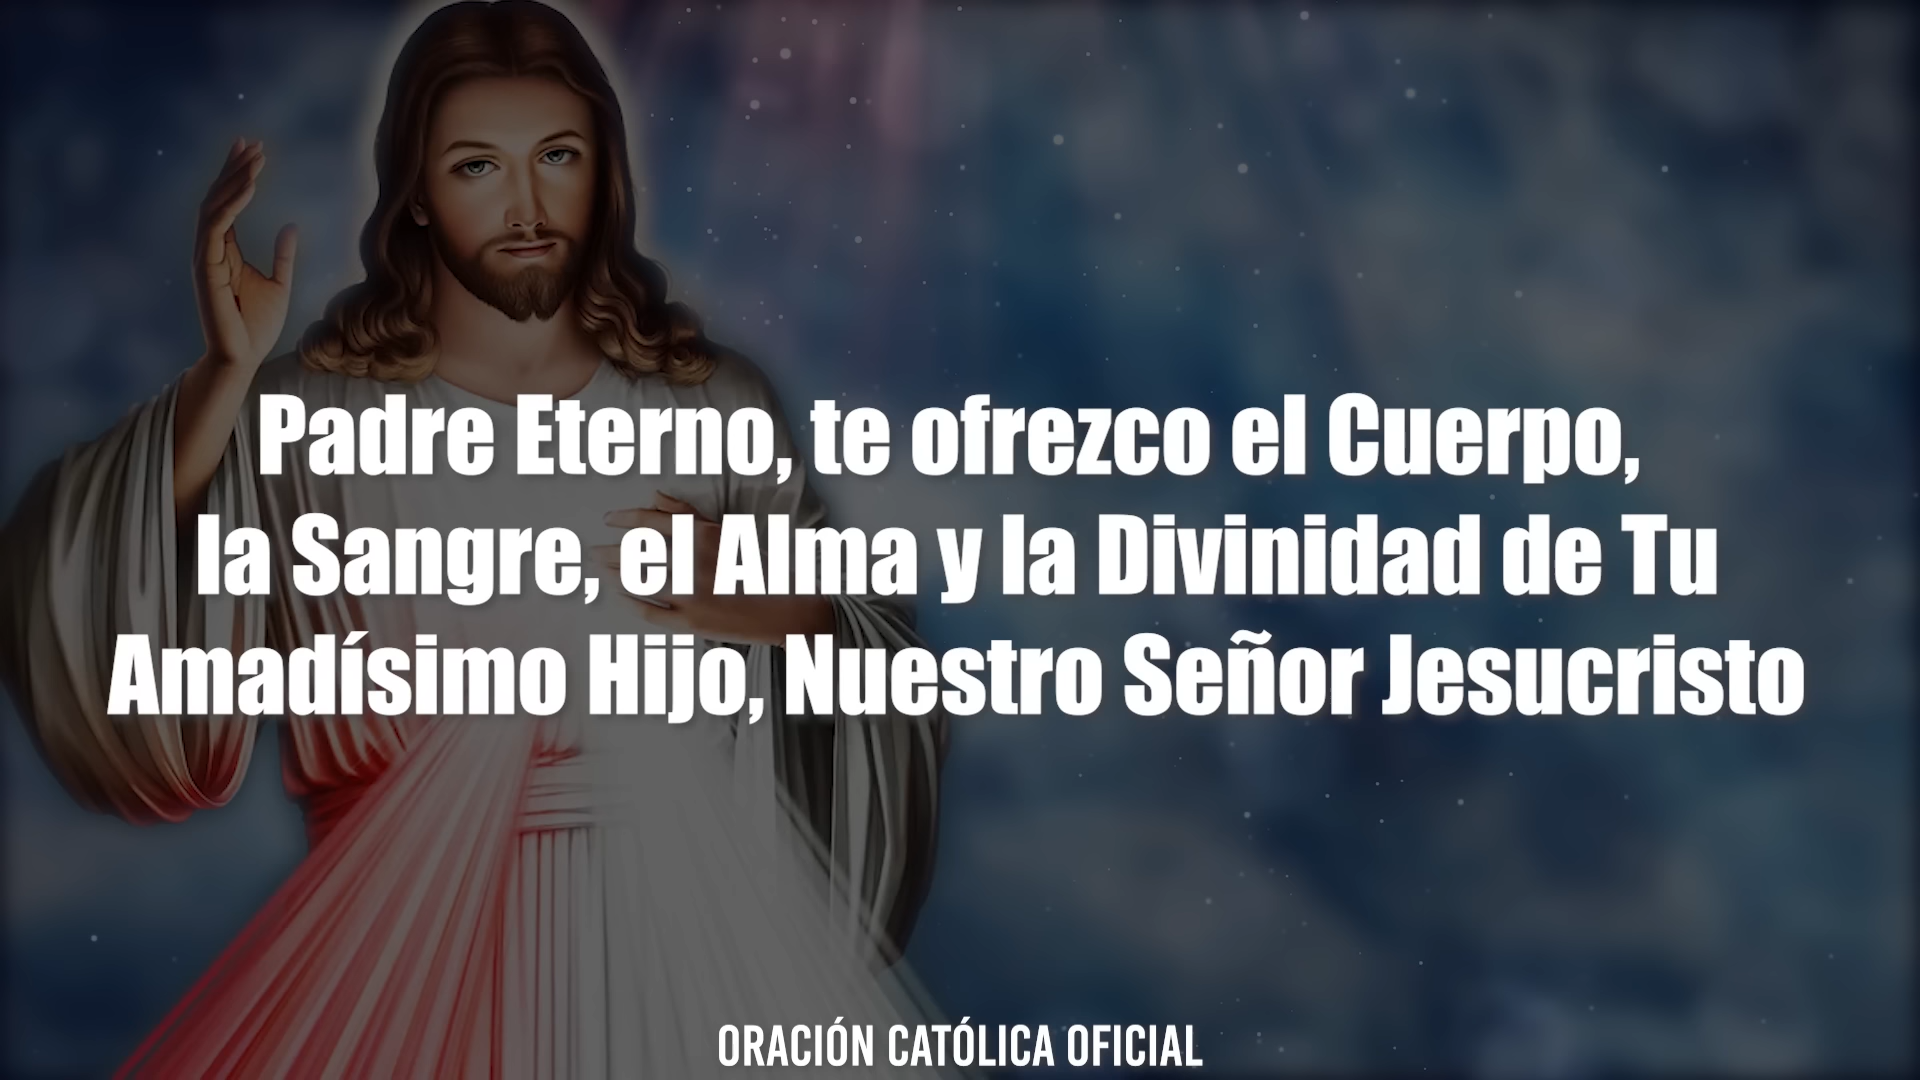 Padre Eterno, te ofrezco el Cuerpo,
la Sangre, el Alma y la Divinidad de Tu
Amadísimo Hijo, Nuestro Señor Jesucristo
ORACIÓN CATÓLICA OFICIAL